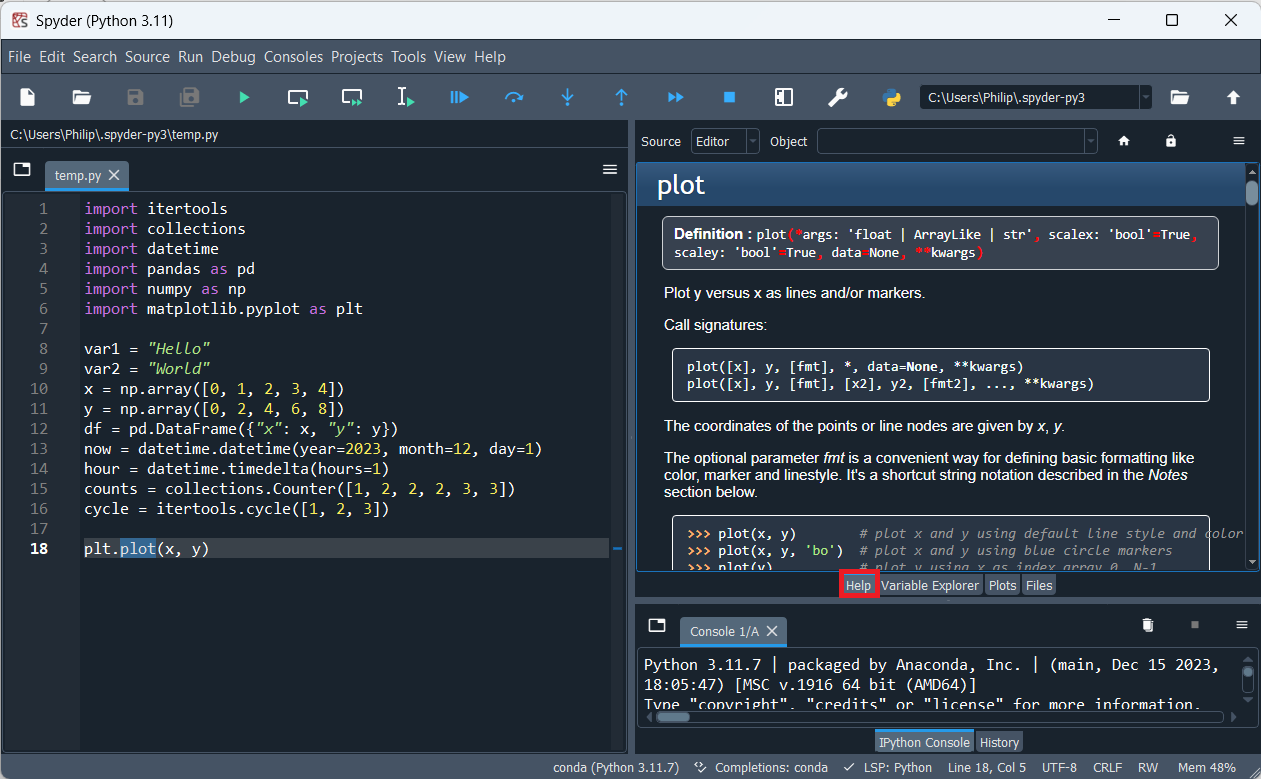 Spyder (Python 3.11)
File Edit Search Source Run Debug Consoles Projects Tools View Help
C:\Users\Philip\.spyder-py3
C:\Users\Philip\.spyder-py3\temp.py
temp.py
1 import itertools
2 import collections
3 import datetime
4 import pandas as pd
5 import numpy as np
6 import matplotlib.pyplot as plt
7
8 var1 = "Hello"
9 var2 = "World"
10 x = np.array([0, 1, 2, 3, 4])
11 y = np.array([0, 2, 4, 6, 8])
12 df = pd.DataFrame({"x": x, "y": y})
13 now = datetime.datetime(year=2023, month=12, day=1)
14 hour = datetime.timedelta(hours=1)
15 counts = collections.Counter([1, 2, 2, 2, 3, 3])
16 cycle = itertools.cycle([1, 2, 3])
17
18 plt.plot(x, y)
Source Editor Object
plot
Definition : plot(*args: 'float | ArrayLike | str', scalex: 'bool'=True,
scaley: 'bool'=True, data=None, **kwargs)
Plot y versus x as lines and/or markers.
Call signatures:
plot([x], y, [fmt], *, data=None, **kwargs)
plot([x], y, [fmt], [x2], y2, [fmt2], ..., **kwargs)
The coordinates of the points or line nodes are given by x, y.
The optional parameter fmt is a convenient way for defining basic formatting like
color, marker and linestyle. It's a shortcut string notation described in the Notes
section below.
>>> plot(x, y) # plot x and y using default line style and color
>>> plot(x, y, 'bo') # plot x and y using blue circle markers
>>> plot(y) # plot y using x as index array 0..N-1
Help Variable Explorer Plots Files
Console 1/A
Python 3.11.7 | packaged by Anaconda, Inc. | (main, Dec 15 2023,
18:05:47) [MSC v.1916 64 bit (AMD64)]
Type "copyright", "credits" or "license" for more information.
IPython Console History
conda (Python 3.11.7) Completions: conda LSP: Python Line 18, Col 5 UTF-8 CRLF RW Mem 48%